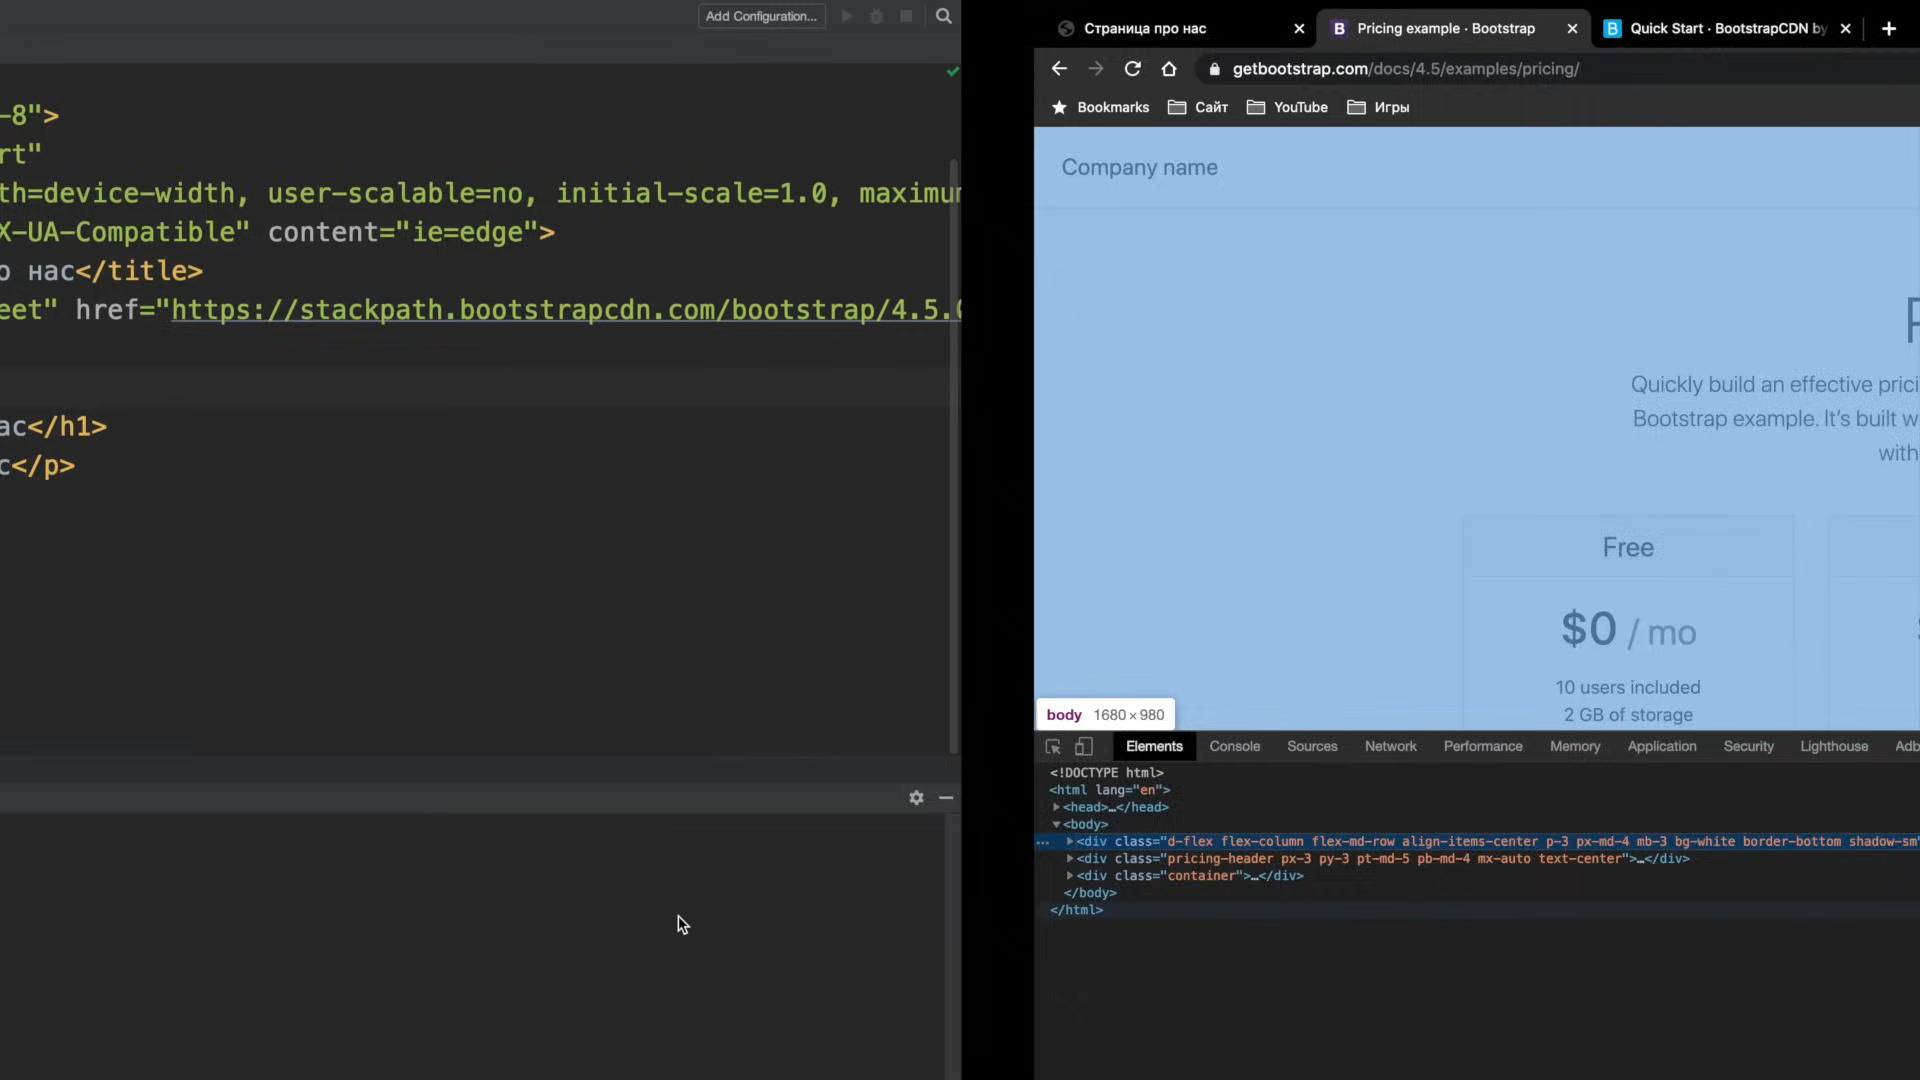 Add Configuration...
-8">
rt"
th=device-width, user-scalable=no, initial-scale=1.0, maximum
X-UA-Compatible" content="ie=edge">
о нас</title>
eet" href="https://stackpath.bootstrapcdn.com/bootstrap/4.5.0
ас</h1>
с</p>
Страница про нас
Pricing example · Bootstrap
Quick Start · BootstrapCDN by
getbootstrap.com/docs/4.5/examples/pricing/
Bookmarks Сайт YouTube Игры
Company name
P
Quickly build an effective prici
Bootstrap example. It's built w
with
Free
$0 / mo
10 users included
2 GB of storage
body 1680 × 980
Elements Console Sources Network Performance Memory Application Security Lighthouse Adb
<!DOCTYPE html>
<html lang="en">
<head>…</head>
<body>
<div class="d-flex flex-column flex-md-row align-items-center p-3 px-md-4 mb-3 bg-white border-bottom shadow-sm"
<div class="pricing-header px-3 py-3 pt-md-5 pb-md-4 mx-auto text-center">…</div>
<div class="container">…</div>
</body>
</html>